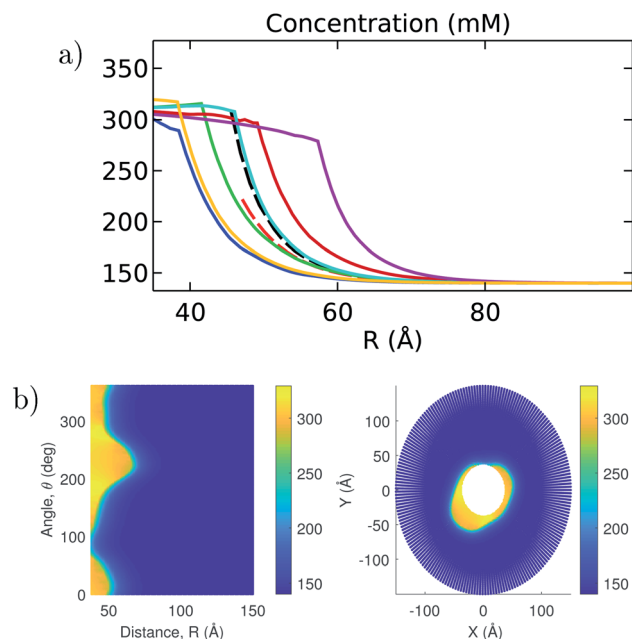 Concentration (mM)
a)
350
300
250
200
150
40 60 80
R (Å)
b)
Angle, θ (deg)
300
200
100
0
50 100 150
Distance, R (Å)
300
250
200
150
Y (Å)
100
50
0
-50
-100
-100 0 100
X (Å)
300
250
200
150